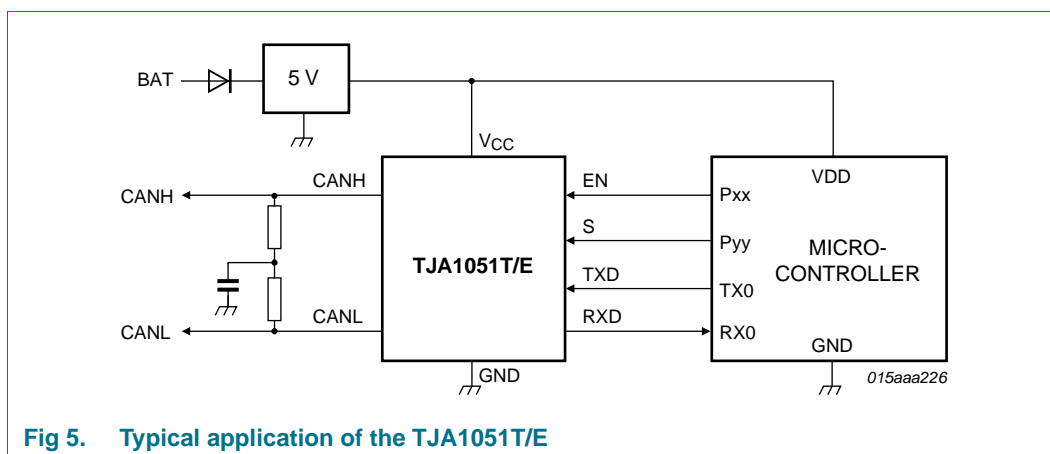 BAT
5 V
VCC
CANH
CANH
EN
Pxx
VDD
S
Pyy
MICRO-
CONTROLLER
TJA1051T/E
TXD
TX0
CANL
CANL
RXD
RX0
GND
GND
015aaa226
Fig 5. Typical application of the TJA1051T/E